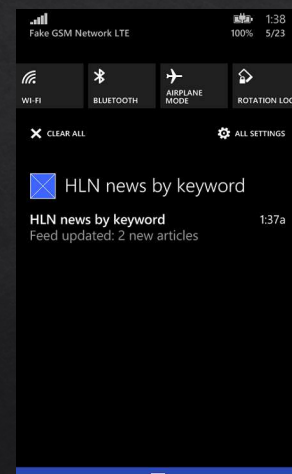 1:38
Fake GSM Network LTE 100% 5/23
WI-FI BLUETOOTH AIRPLANE MODE ROTATION LOC
CLEAR ALL ALL SETTINGS
HLN news by keyword
HLN news by keyword 1:37a
Feed updated: 2 new articles